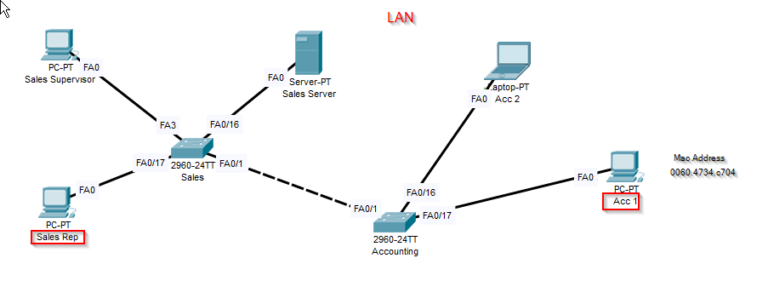 LAN
PC-PT
Sales Supervisor
FA0
FA3
FA0
Server-PT
Sales Server
FA0/16
FA0/17
FA0/1
2960-24TT
Sales
FA0
PC-PT
Sales Rep
aptop-PT
Acc 2
FA0
FA0/16
FA0/1
FA0/17
2960-24TT
Accounting
FA0
PC-PT
Acc 1
Mac Address
0060.4734.c704